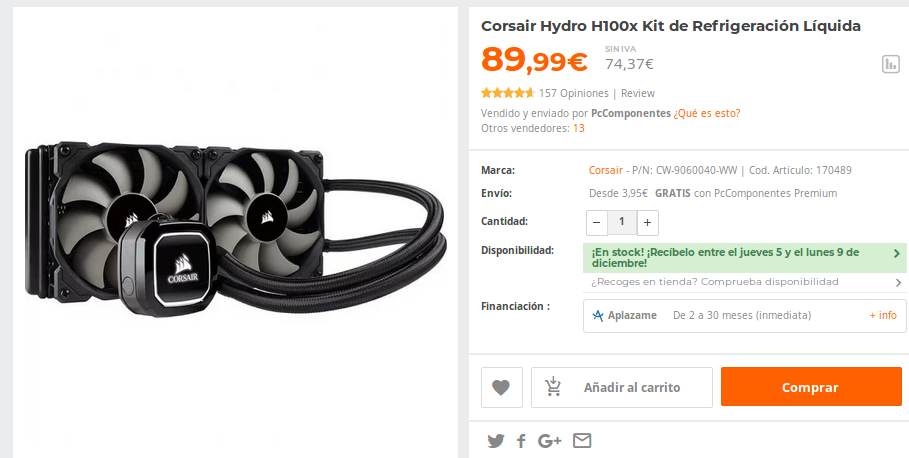 Corsair Hydro H100x Kit de Refrigeración Líquida
89,99€
SIN IVA
74,37€
157 Opiniones | Review
Vendido y enviado por PcComponentes ¿Qué es esto?
Otros vendedores: 13
Marca: Corsair - P/N: CW-9060040-WW | Cod. Artículo: 170489
Envío: Desde 3,95€ GRATIS con PcComponentes Premium
Cantidad: − 1 +
Disponibilidad: ¡En stock! ¡Recíbelo entre el jueves 5 y el lunes 9 de
diciembre!
¿Recoges en tienda? Comprueba disponibilidad
Financiación : Aplazame De 2 a 30 meses (inmediata) + info
Añadir al carrito
Comprar
CORSAIR